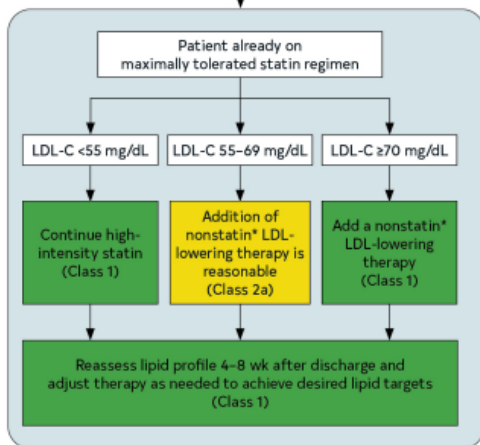 Patient already on
maximally tolerated statin regimen
LDL-C <55 mg/dL
LDL-C 55–69 mg/dL
LDL-C ≥70 mg/dL
Continue high-
intensity statin
(Class 1)
Addition of
nonstatin* LDL-
lowering therapy is
reasonable
(Class 2a)
Add a nonstatin*
LDL-lowering
therapy
(Class 1)
Reassess lipid profile 4–8 wk after discharge and
adjust therapy as needed to achieve desired lipid targets
(Class 1)